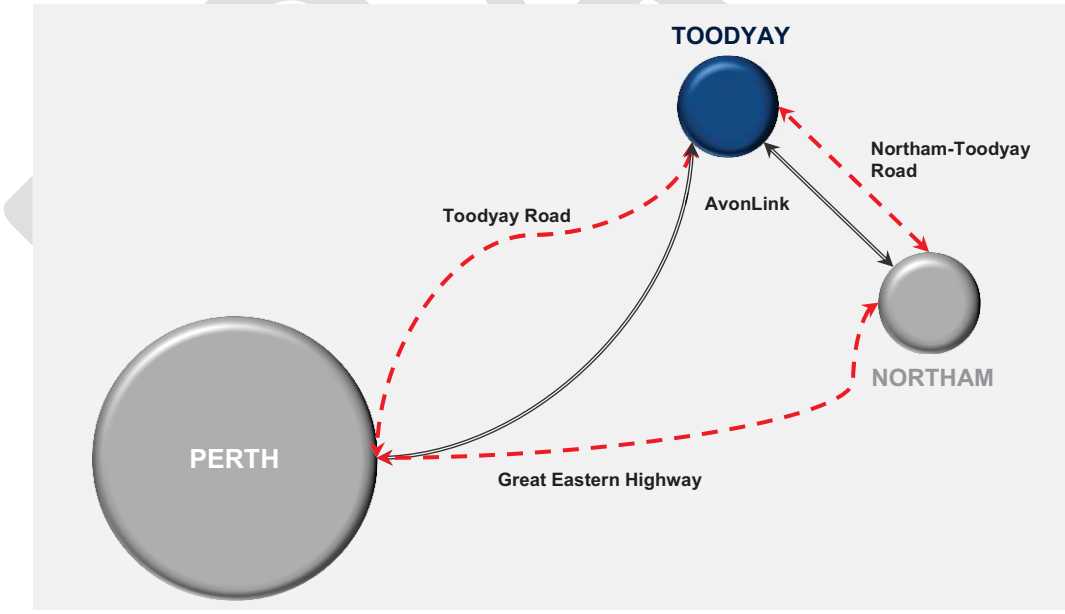 TOODYAY
Northam-Toodyay
Road
AvonLink
Toodyay Road
NORTHAM
PERTH
Great Eastern Highway